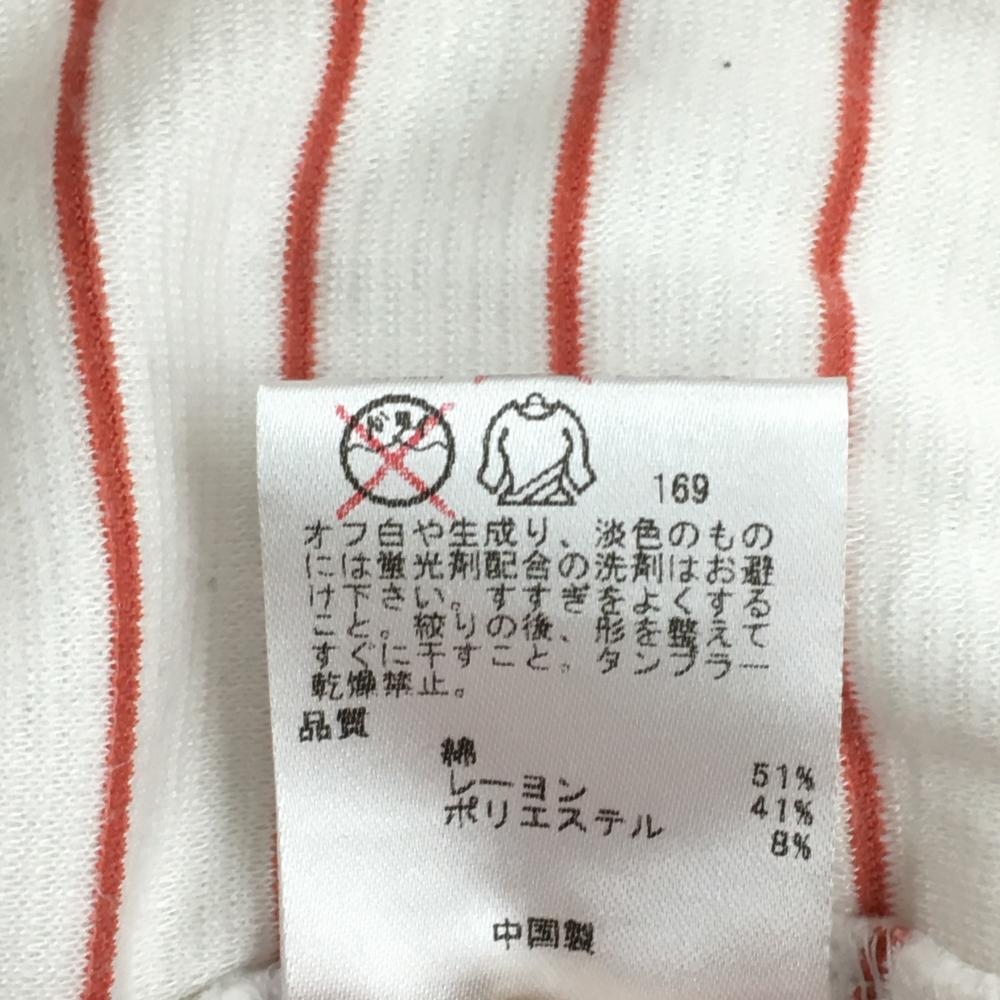 169
オフ白や生成り、淡色のもの
には蛍光剤配合の洗剤はお避
け下さい。すすぎをよくする
こと。絞りの後、形を整えて
すぐに干すこと。タンブラー
乾燥禁止。
品質
綿 51%
レーヨン 41%
ポリエステル 8%
中国製